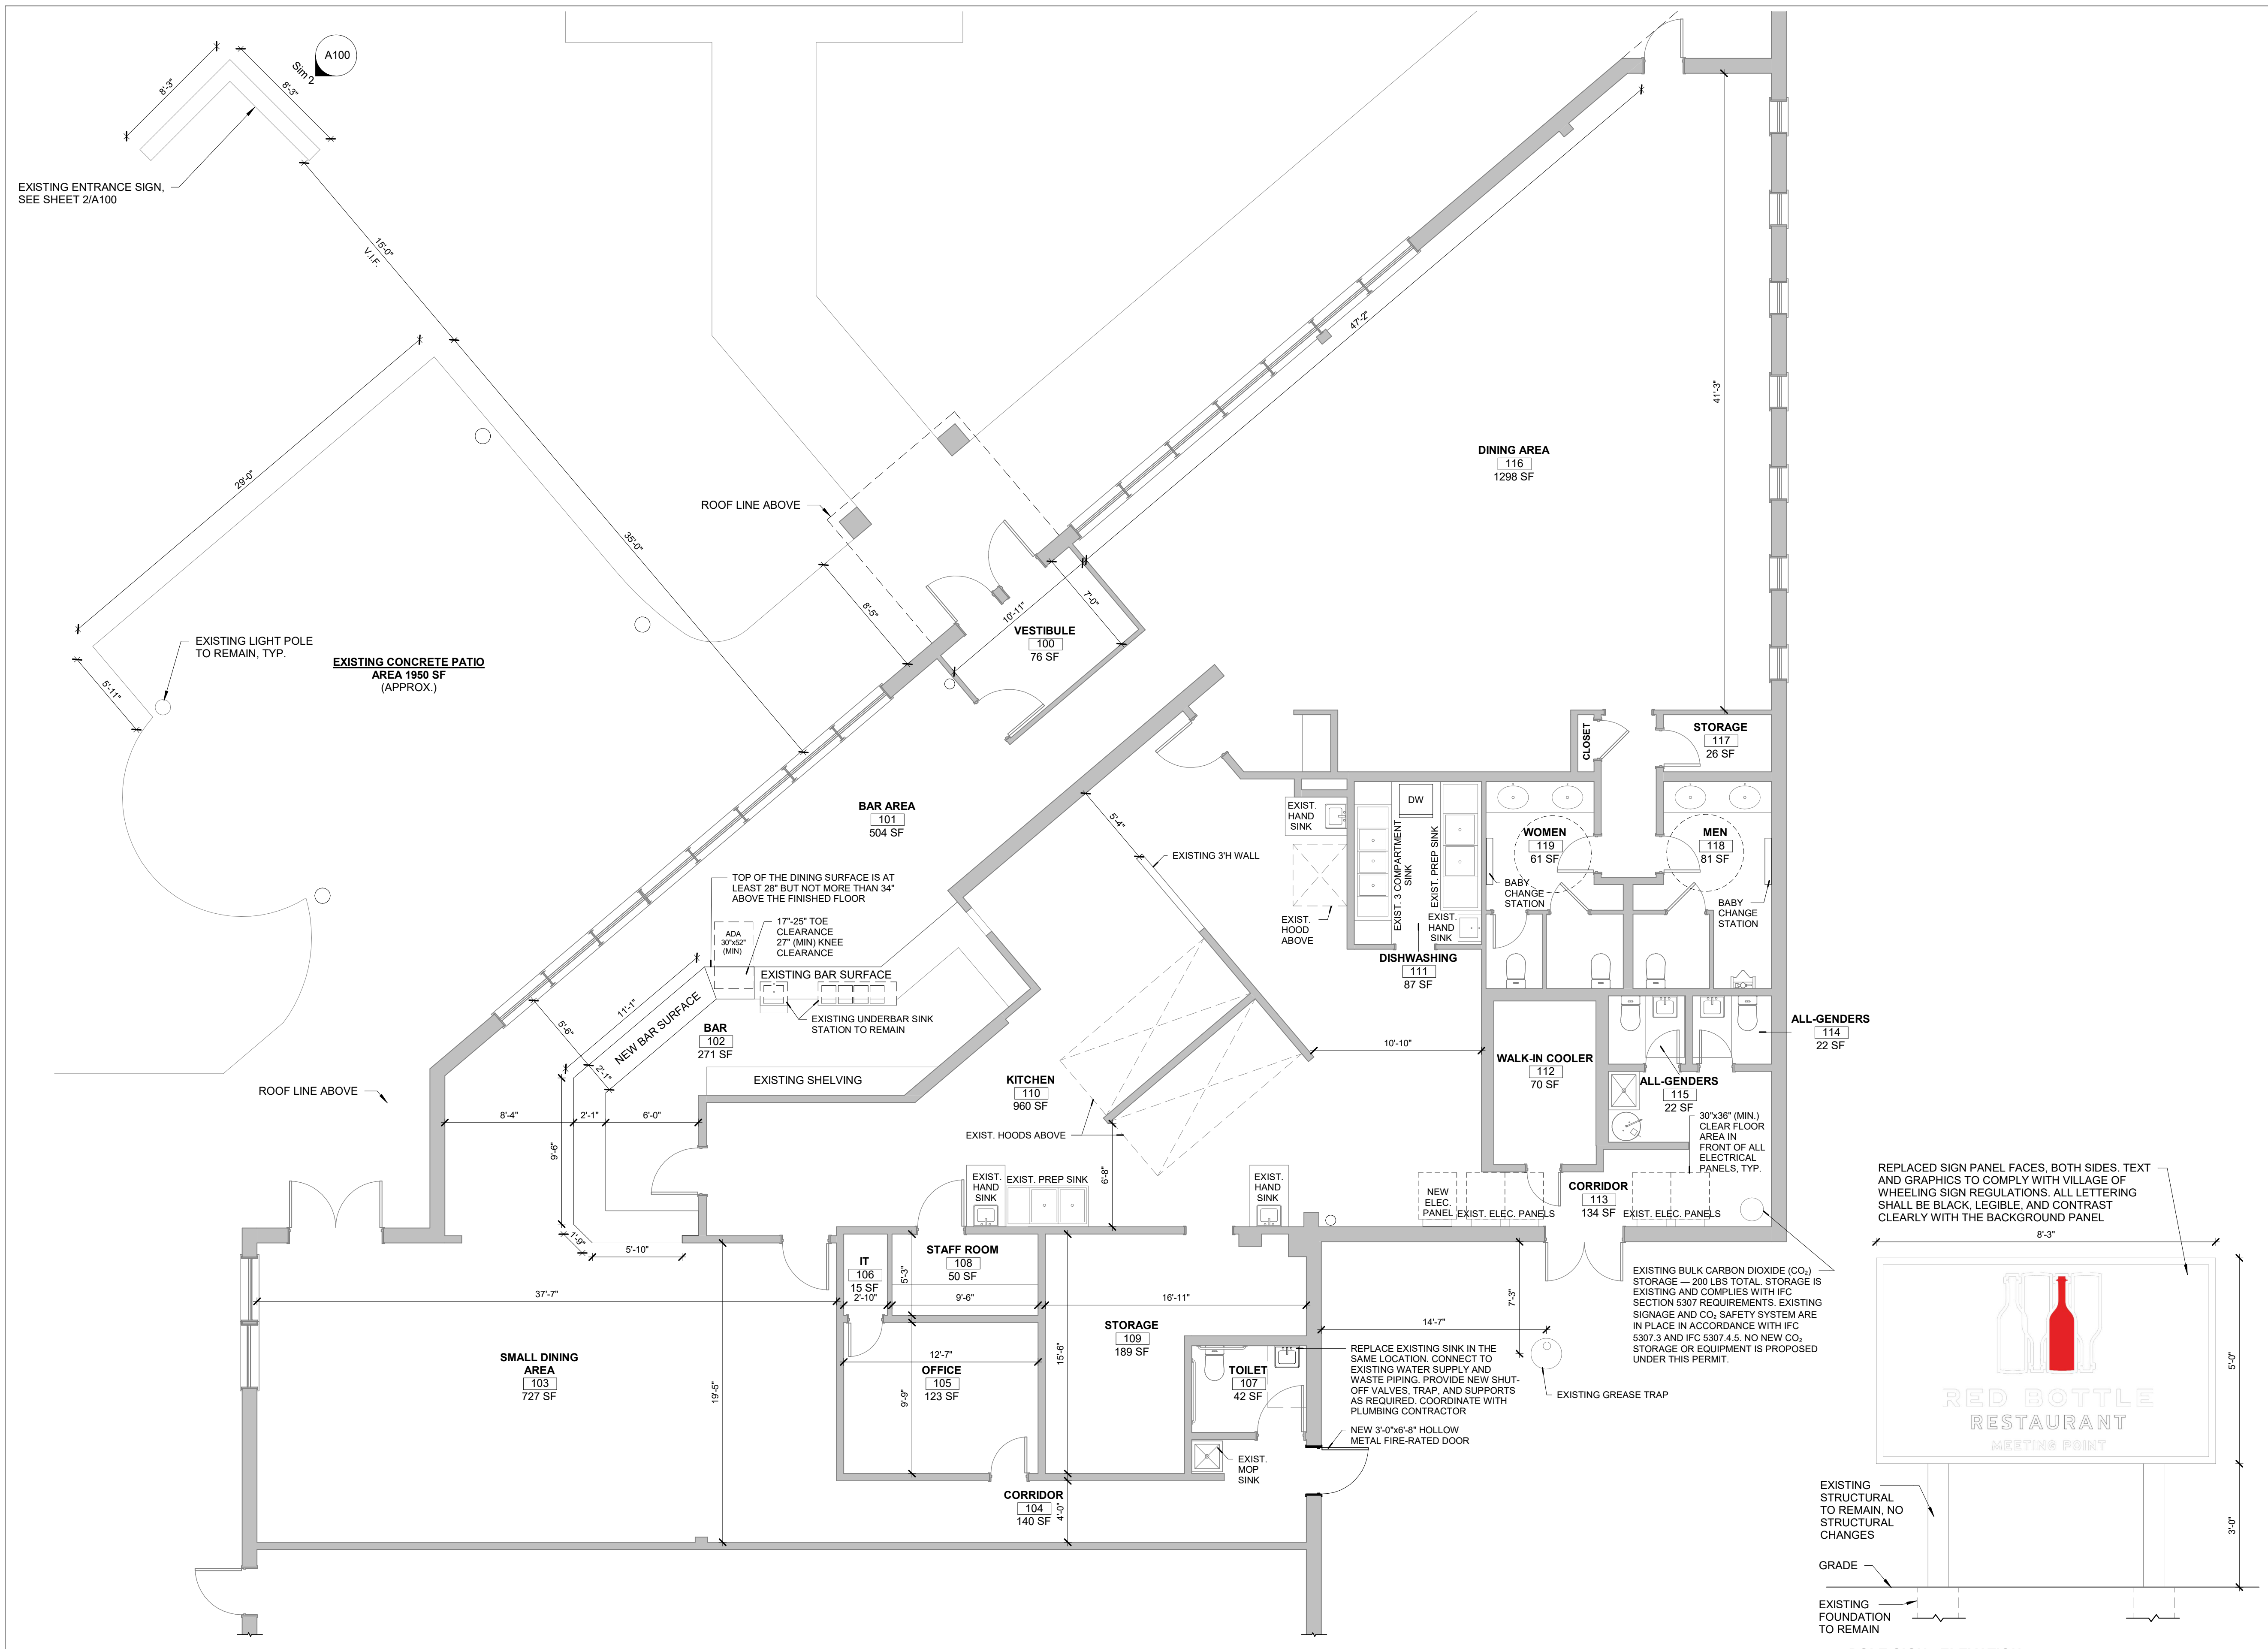 A100
Sim 2
8'-3"
8'-3"
EXISTING ENTRANCE SIGN,
SEE SHEET 2/A100
15'-0"
V.I.F.
29'-0"
35'-0"
5'-11"
EXISTING LIGHT POLE
TO REMAIN, TYP.
EXISTING CONCRETE PATIO
AREA 1950 SF
(APPROX.)
ROOF LINE ABOVE
8'-5"
10'-11"
7'-0"
VESTIBULE
100
76 SF
47'-2"
41'-3"
DINING AREA
116
1298 SF
CLOSET
STORAGE
117
26 SF
BAR AREA
101
504 SF
5'-4"
EXISTING 3'H WALL
EXIST.
HAND
SINK
DW
EXIST. 3 COMPARTMENT
SINK
EXIST. PREP SINK
EXIST.
HAND
SINK
EXIST.
HOOD
ABOVE
WOMEN
119
61 SF
MEN
118
81 SF
BABY
CHANGE
STATION
BABY
CHANGE
STATION
TOP OF THE DINING SURFACE IS AT
LEAST 28" BUT NOT MORE THAN 34"
ABOVE THE FINISHED FLOOR
17"-25" TOE
CLEARANCE
27" (MIN) KNEE
CLEARANCE
ADA
30"x52"
(MIN)
EXISTING BAR SURFACE
EXISTING UNDERBAR SINK
STATION TO REMAIN
11'-1"
NEW BAR SURFACE
5'-6"
2'-1"
BAR
102
271 SF
EXISTING SHELVING
DISHWASHING
111
87 SF
10'-10"
WALK-IN COOLER
112
70 SF
ALL-GENDERS
114
22 SF
ALL-GENDERS
115
22 SF
30"x36" (MIN.)
CLEAR FLOOR
AREA IN
FRONT OF ALL
ELECTRICAL
PANELS, TYP.
KITCHEN
110
960 SF
EXIST. HOODS ABOVE
6'-8"
ROOF LINE ABOVE
8'-4"
2'-1"
6'-0"
9'-6"
1'-9"
5'-10"
EXIST.
HAND
SINK
EXIST. PREP SINK
EXIST.
HAND
SINK
NEW
ELEC.
PANEL
EXIST. ELEC. PANELS
CORRIDOR
113
134 SF
EXIST. ELEC. PANELS
EXISTING BULK CARBON DIOXIDE (CO₂)
STORAGE — 200 LBS TOTAL. STORAGE IS
EXISTING AND COMPLIES WITH IFC
SECTION 5307 REQUIREMENTS. EXISTING
SIGNAGE AND CO₂ SAFETY SYSTEM ARE
IN PLACE IN ACCORDANCE WITH IFC
5307.3 AND IFC 5307.4.5. NO NEW CO₂
STORAGE OR EQUIPMENT IS PROPOSED
UNDER THIS PERMIT.
37'-7"
SMALL DINING
AREA
103
727 SF
19'-5"
IT
106
15 SF
2'-10"
5'-3"
STAFF ROOM
108
50 SF
9'-6"
12'-7"
OFFICE
105
123 SF
9'-9"
16'-11"
STORAGE
109
189 SF
15'-6"
TOILET
107
42 SF
EXIST.
MOP
SINK
CORRIDOR
104
140 SF
4'-0"
14'-7"
7'-3"
REPLACE EXISTING SINK IN THE
SAME LOCATION. CONNECT TO
EXISTING WATER SUPPLY AND
WASTE PIPING. PROVIDE NEW SHUT-
OFF VALVES, TRAP, AND SUPPORTS
AS REQUIRED. COORDINATE WITH
PLUMBING CONTRACTOR
NEW 3'-0"x6'-8" HOLLOW
METAL FIRE-RATED DOOR
EXISTING GREASE TRAP
REPLACED SIGN PANEL FACES, BOTH SIDES. TEXT
AND GRAPHICS TO COMPLY WITH VILLAGE OF
WHEELING SIGN REGULATIONS. ALL LETTERING
SHALL BE BLACK, LEGIBLE, AND CONTRAST
CLEARLY WITH THE BACKGROUND PANEL
8'-3"
RED BOTTLE
RESTAURANT
MEETING POINT
5'-0"
3'-0"
EXISTING
STRUCTURAL
TO REMAIN, NO
STRUCTURAL
CHANGES
GRADE
EXISTING
FOUNDATION
TO REMAIN